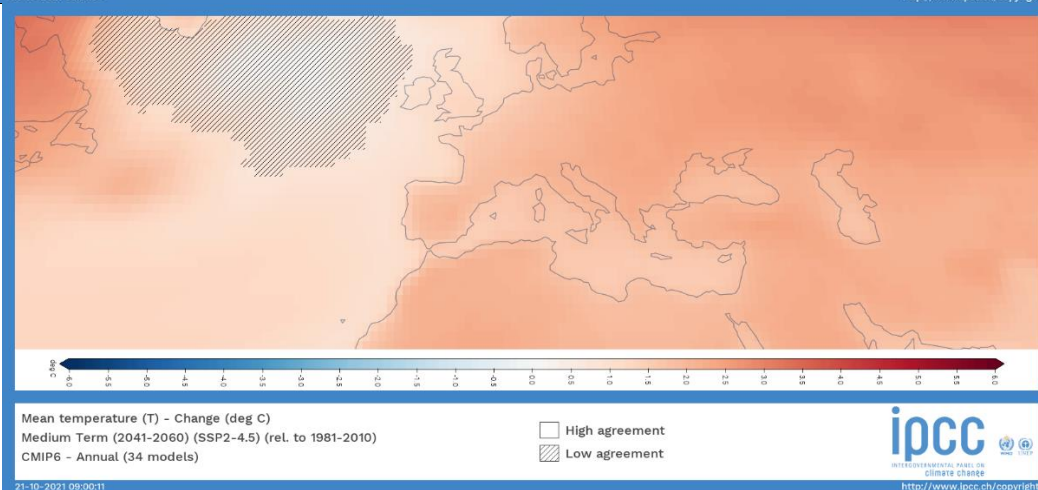 deg C
-6.0 -5.5 -5.0 -4.5 -4.0 -3.5 -3.0 -2.5 -2.0 -1.5 -1.0 -0.5 0.0 0.5 1.0 1.5 2.0 2.5 3.0 3.5 4.0 4.5 5.0 5.5 6.0
Mean temperature (T) - Change (deg C)
Medium Term (2041-2060) (SSP2-4.5) (rel. to 1981-2010)
CMIP6 - Annual (34 models)
High agreement
Low agreement
ipcc
INTERGOVERNMENTAL PANEL ON
climate change
21-10-2021 09:00:11
http://www.ipcc.ch/copyright